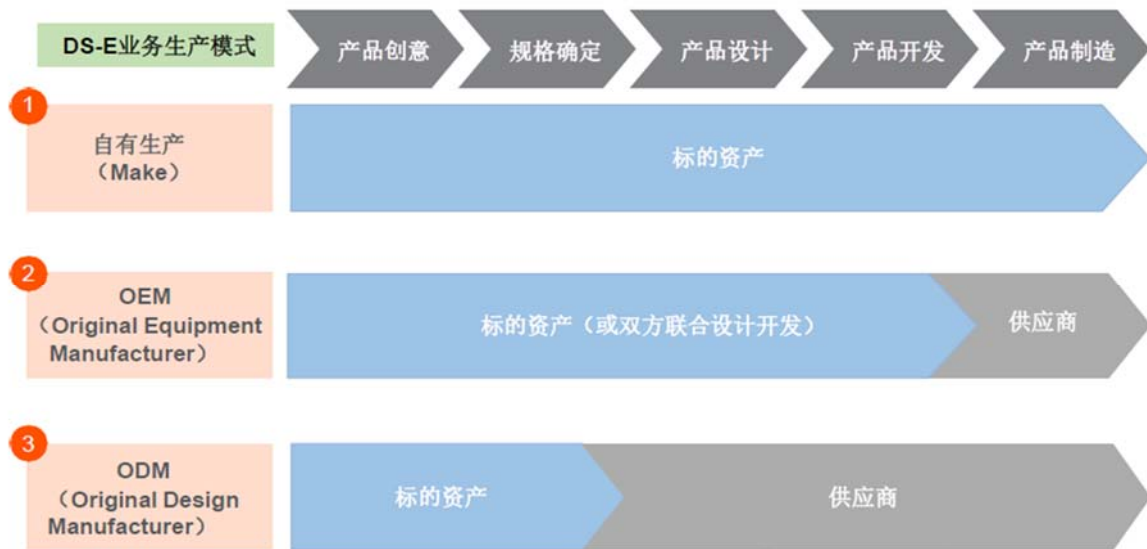 DS-E业务生产模式
产品创意
规格确定
产品设计
产品开发
产品制造
1
自有生产
（Make）
标的资产
2
OEM
（Original Equipment
Manufacturer）
标的资产（或双方联合设计开发）
供应商
3
ODM
（Original Design
Manufacturer）
标的资产
供应商